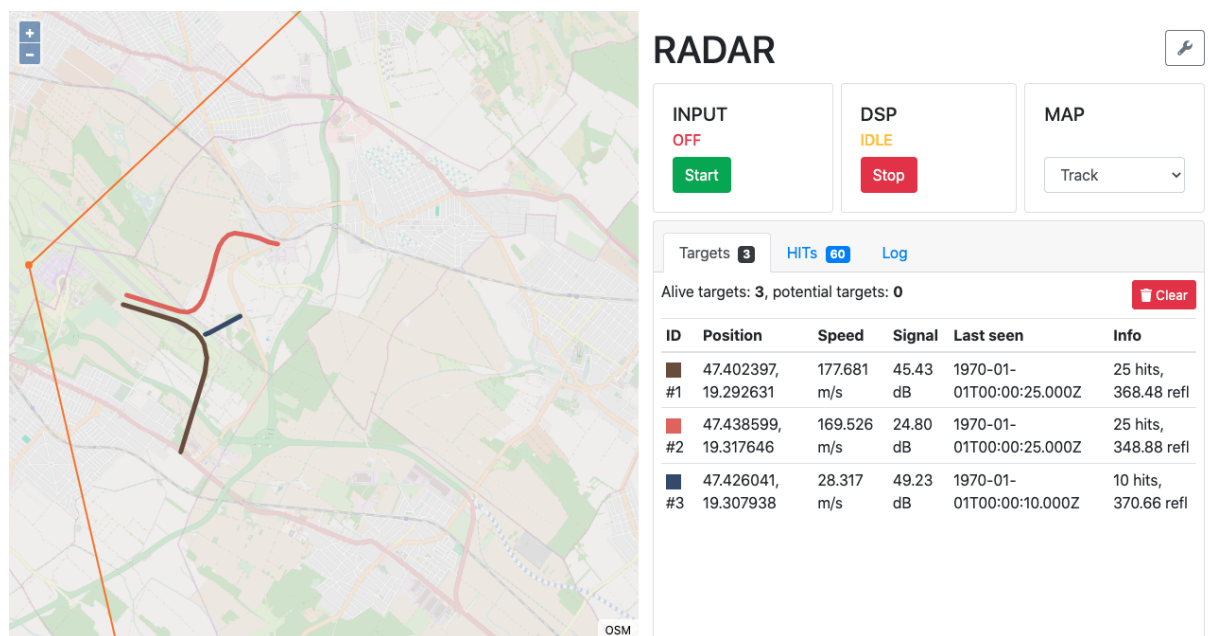 +
-
OSM
RADAR
INPUT
OFF
Start
DSP
IDLE
Stop
MAP
Track
Targets 3 HITs 60 Log
Alive targets: 3, potential targets: 0
Clear
ID Position Speed Signal Last seen Info
47.402397, 177.681 45.43 1970-01- 25 hits,
#1 19.292631 m/s dB 01T00:00:25.000Z 368.48 refl
47.438599, 169.526 24.80 1970-01- 25 hits,
#2 19.317646 m/s dB 01T00:00:25.000Z 348.88 refl
47.426041, 28.317 49.23 1970-01- 10 hits,
#3 19.307938 m/s dB 01T00:00:10.000Z 370.66 refl